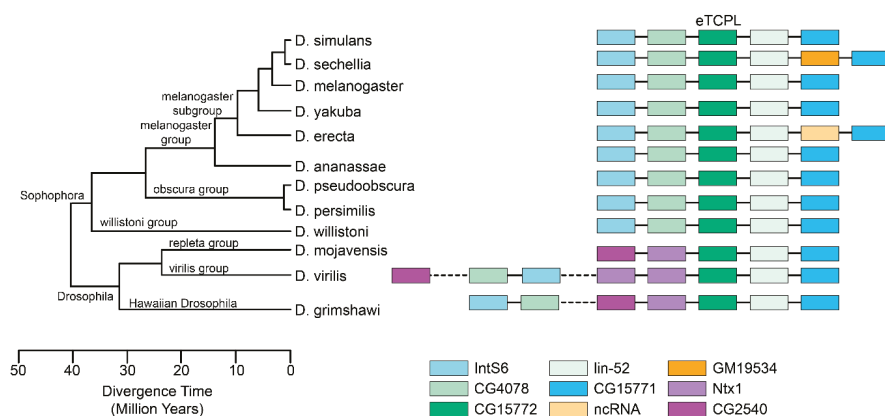 eTCPL
D. simulans
D. sechellia
D. melanogaster
melanogaster
subgroup
D. yakuba
melanogaster
group
D. erecta
D. ananassae
obscura group
D. pseudoobscura
Sophophora
D. persimilis
willistoni group
D. willistoni
repleta group
D. mojavensis
virilis group
D. virilis
Drosophila
Hawaiian Drosophila
D. grimshawi
50 40 30 20 10 0
Divergence Time
(Million Years)
IntS6 lin-52 GM19534
CG4078 CG15771 Ntx1
CG15772 ncRNA CG2540